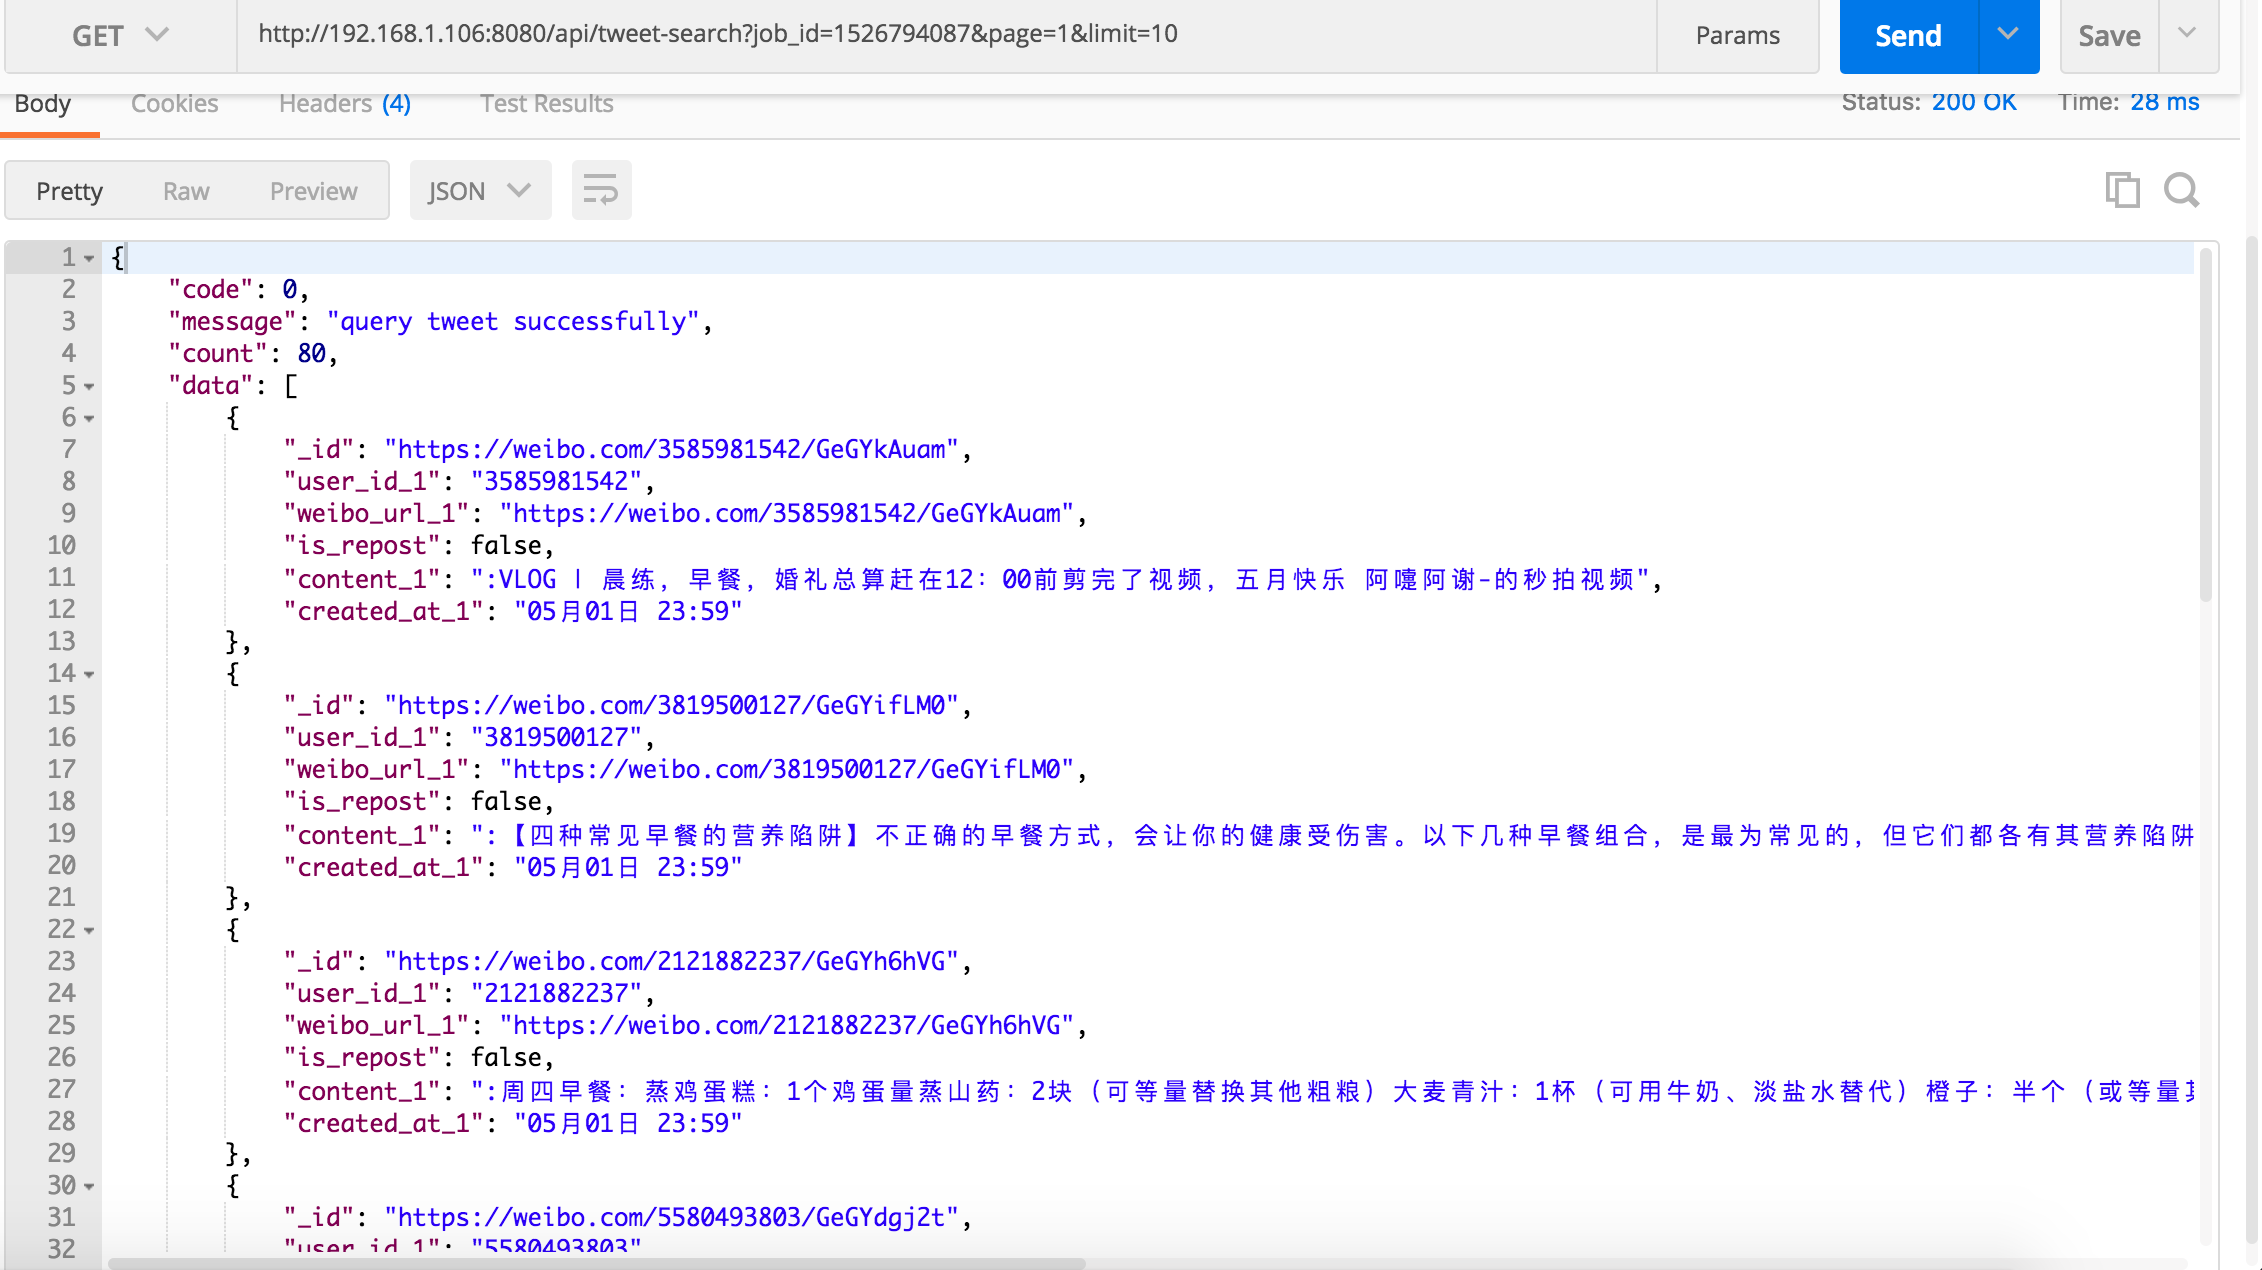 GET http://192.168.1.106:8080/api/tweet-search?job_id=1526794087&page=1&limit=10 Params Send Save
Body Cookies Headers (4) Test Results Status: 200 OK Time: 28 ms
Pretty Raw Preview JSON
1 {
2 "code": 0,
3 "message": "query tweet successfully",
4 "count": 80,
5 "data": [
6 {
7 "_id": "https://weibo.com/3585981542/GeGYkAuam",
8 "user_id_1": "3585981542",
9 "weibo_url_1": "https://weibo.com/3585981542/GeGYkAuam",
10 "is_repost": false,
11 "content_1": ":VLOG丨 晨练，早餐，婚礼总算赶在12：00前剪完了视频，五月快乐 阿嚏阿谢-的秒拍视频",
12 "created_at_1": "05月01日 23:59"
13 },
14 {
15 "_id": "https://weibo.com/3819500127/GeGYifLM0",
16 "user_id_1": "3819500127",
17 "weibo_url_1": "https://weibo.com/3819500127/GeGYifLM0",
18 "is_repost": false,
19 "content_1": ":【四种常见早餐的营养陷阱】不正确的早餐方式，会让你的健康受伤害。以下几种早餐组合，是最为常见的，但它们都各有其营养陷阱
20 "created_at_1": "05月01日 23:59"
21 },
22 {
23 "_id": "https://weibo.com/2121882237/GeGYh6hVG",
24 "user_id_1": "2121882237",
25 "weibo_url_1": "https://weibo.com/2121882237/GeGYh6hVG",
26 "is_repost": false,
27 "content_1": ":周四早餐：蒸鸡蛋糕：1个鸡蛋量蒸山药：2块（可等量替换其他粗粮）大麦青汁：1杯（可用牛奶、淡盐水替代）橙子：半个（或等量其
28 "created_at_1": "05月01日 23:59"
29 },
30 {
31 "_id": "https://weibo.com/5580493803/GeGYdgj2t",
32 "user_id_1": "5580493803"